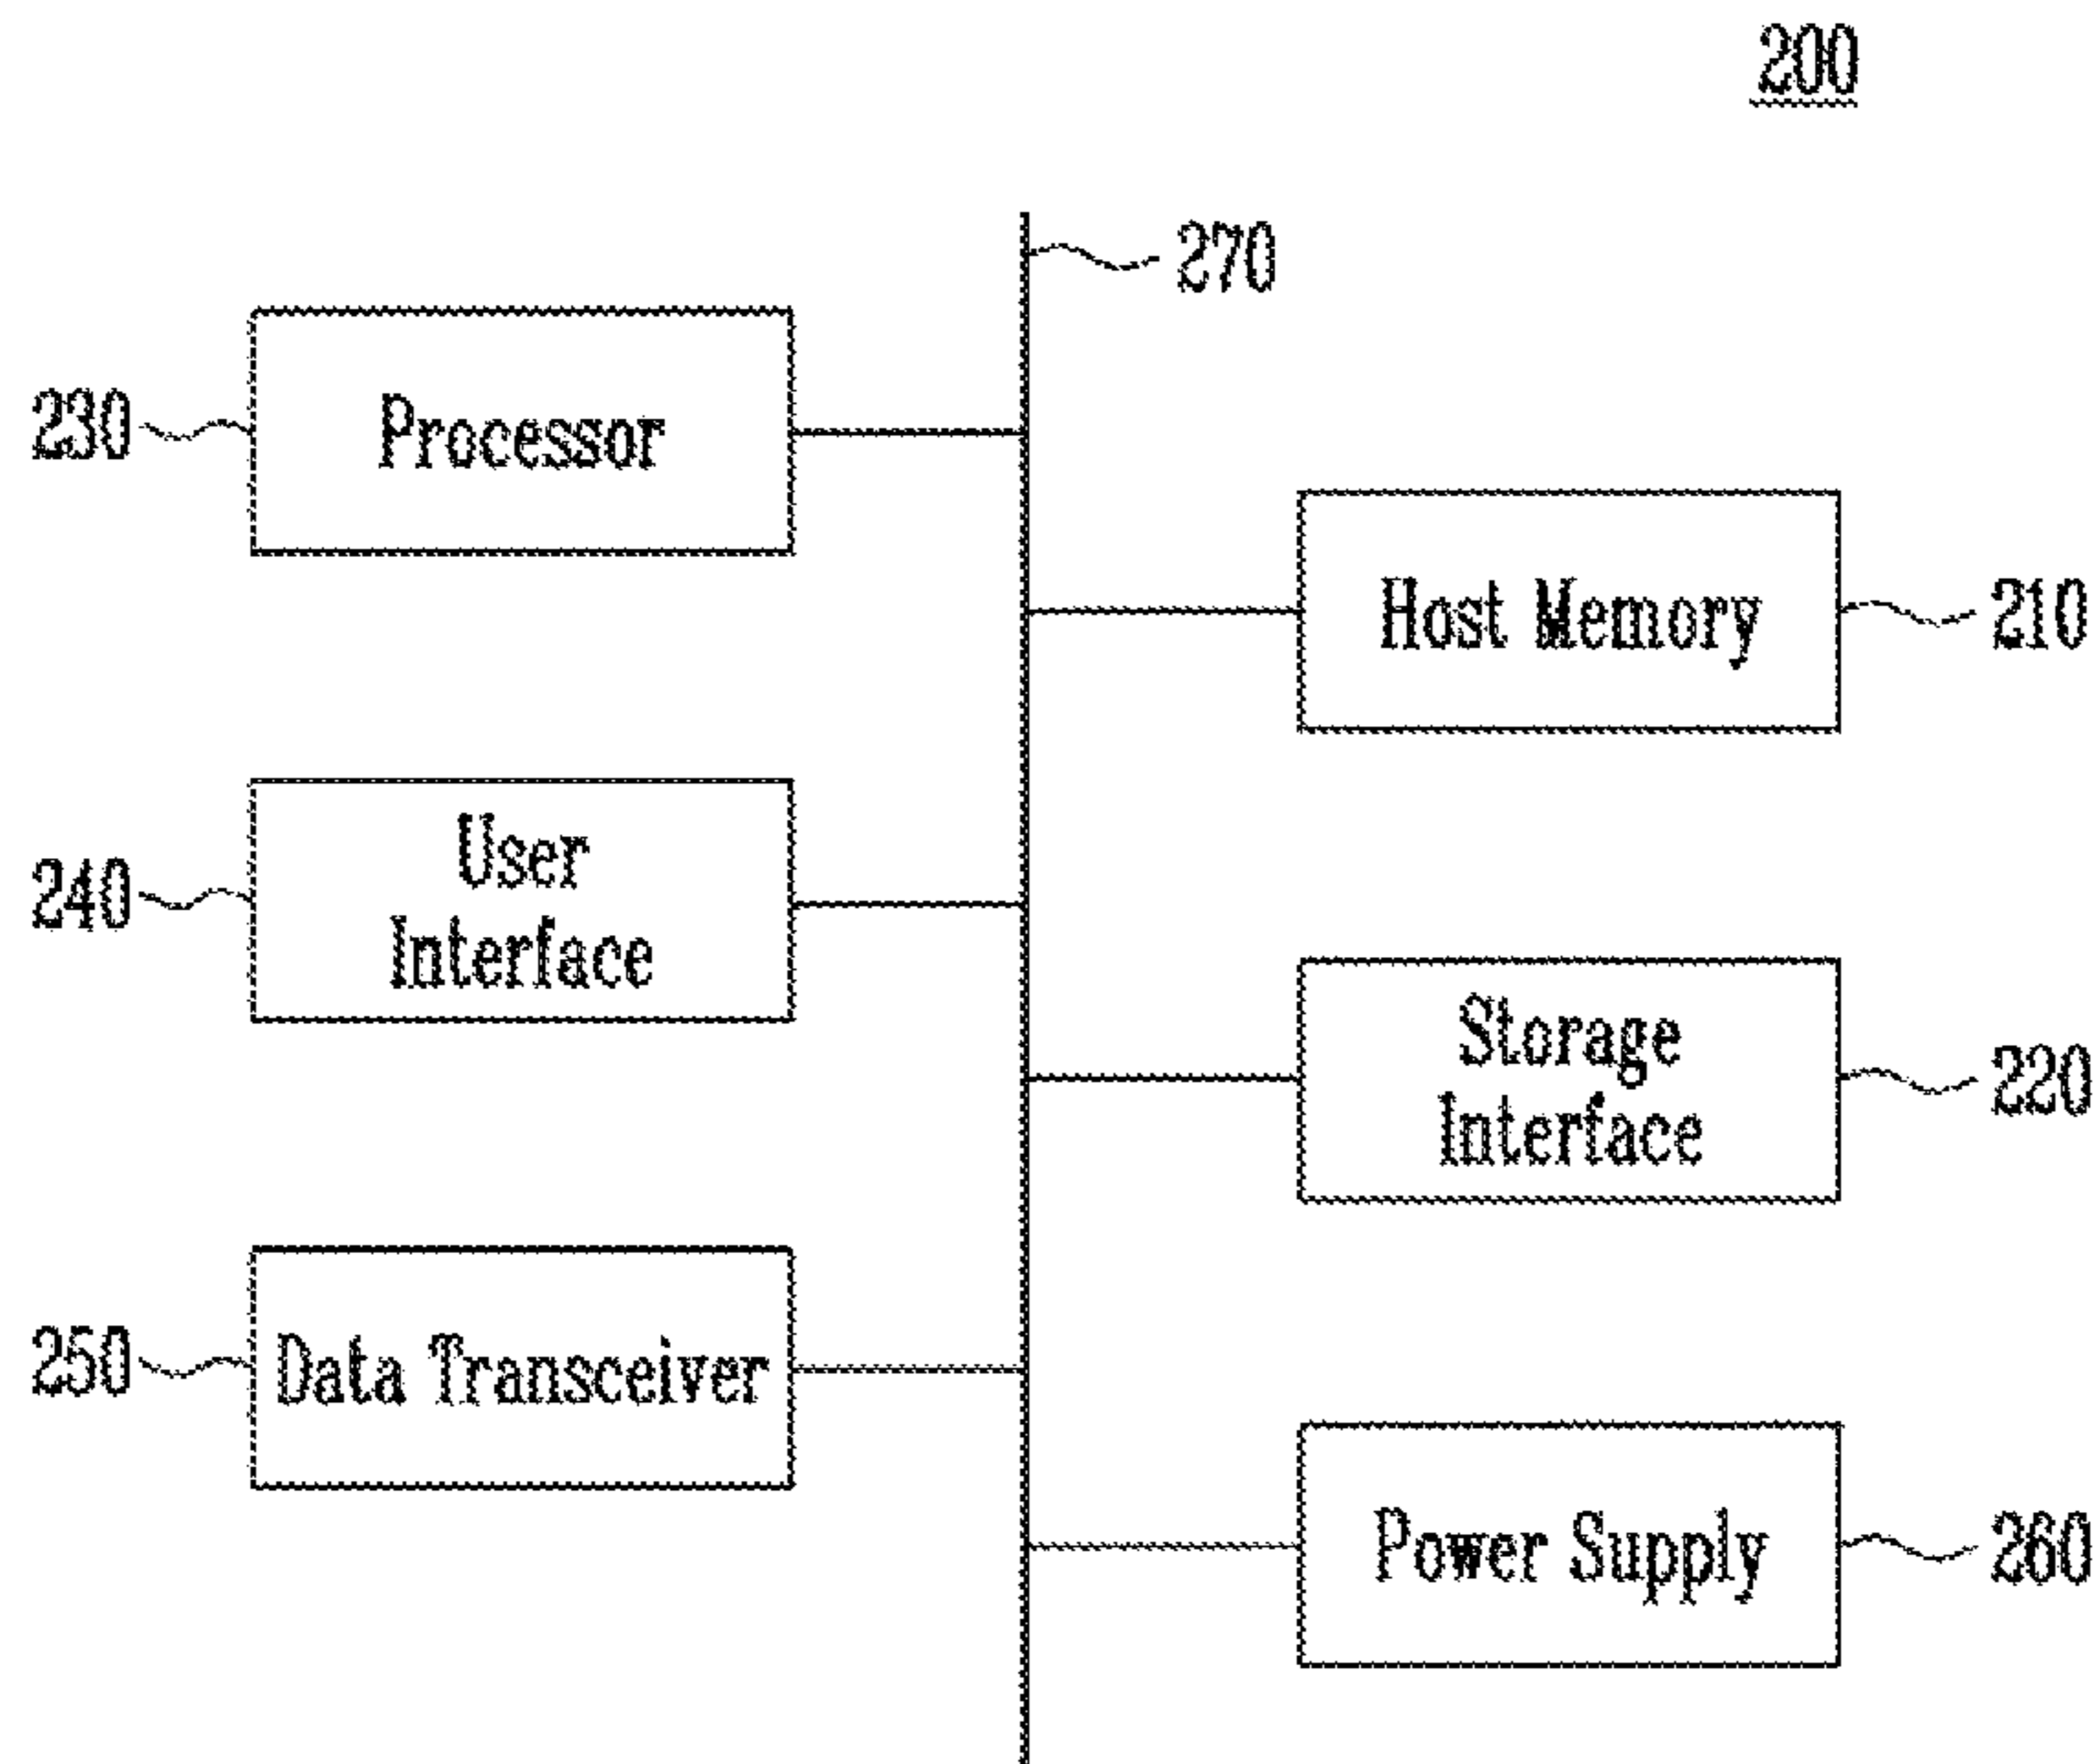 200
270
230
Processor
Host Memory
210
240
User
Interface
Storage
Interface
220
250
Data Transceiver
Power Supply
260